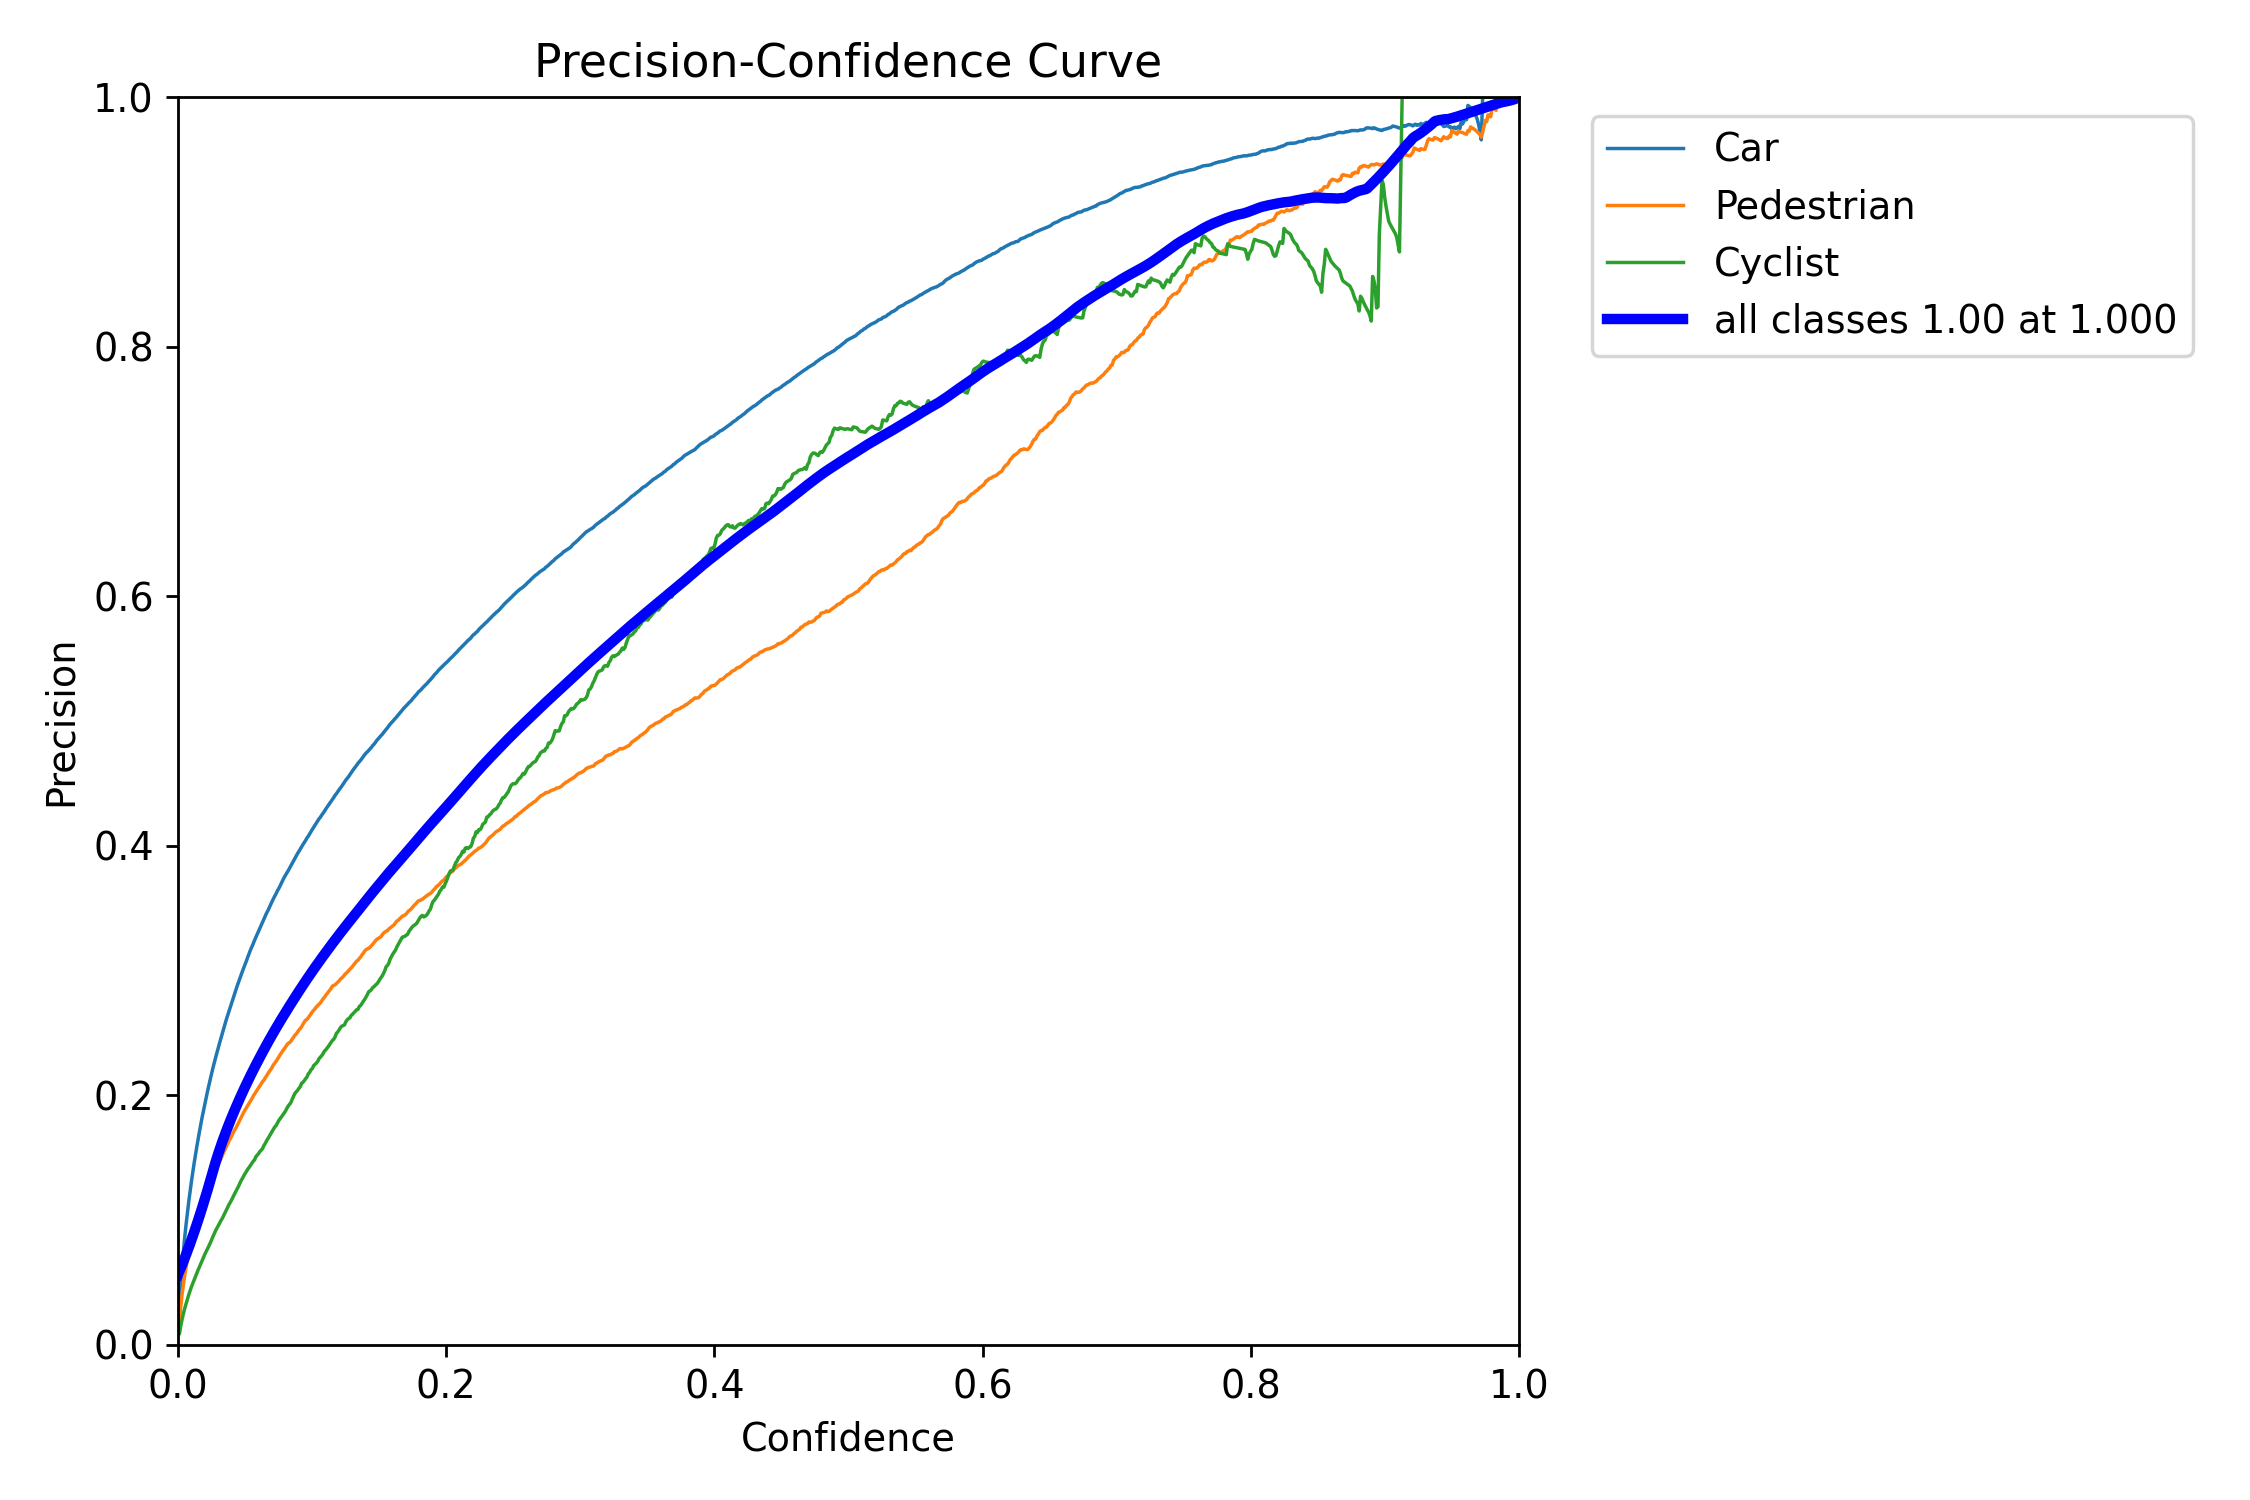 Precision-Confidence Curve
1.0
0.8
0.6
0.4
0.2
0.0
Precision
0.0 0.2 0.4 0.6 0.8 1.0
Confidence
Car
Pedestrian
Cyclist
all classes 1.00 at 1.000